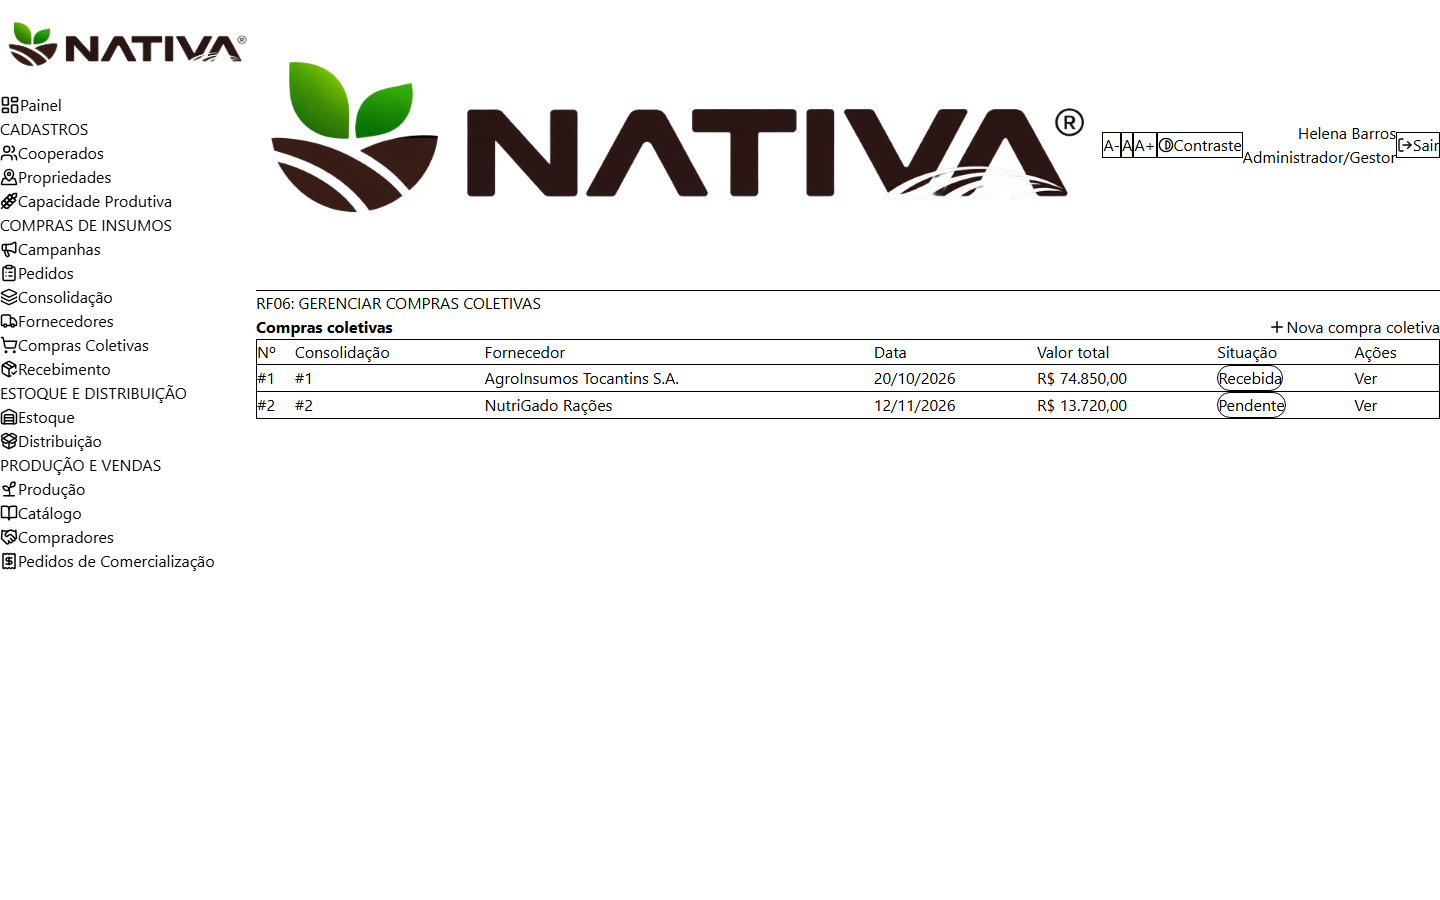 NATIVA®
Painel
CADASTROS
Cooperados
Propriedades
Capacidade Produtiva
COMPRAS DE INSUMOS
Campanhas
Pedidos
Consolidação
Fornecedores
Compras Coletivas
Recebimento
ESTOQUE E DISTRIBUIÇÃO
Estoque
Distribuição
PRODUÇÃO E VENDAS
Produção
Catálogo
Compradores
Pedidos de Comercialização
NATIVA®
A- A A+ Contraste
Helena Barros
Administrador/Gestor
Sair
RF06: GERENCIAR COMPRAS COLETIVAS
Compras coletivas
Nova compra coletiva
Nº Consolidação Fornecedor Data Valor total Situação Ações
#1 #1 AgroInsumos Tocantins S.A. 20/10/2026 R$ 74.850,00 Recebida Ver
#2 #2 NutriGado Rações 12/11/2026 R$ 13.720,00 Pendente Ver